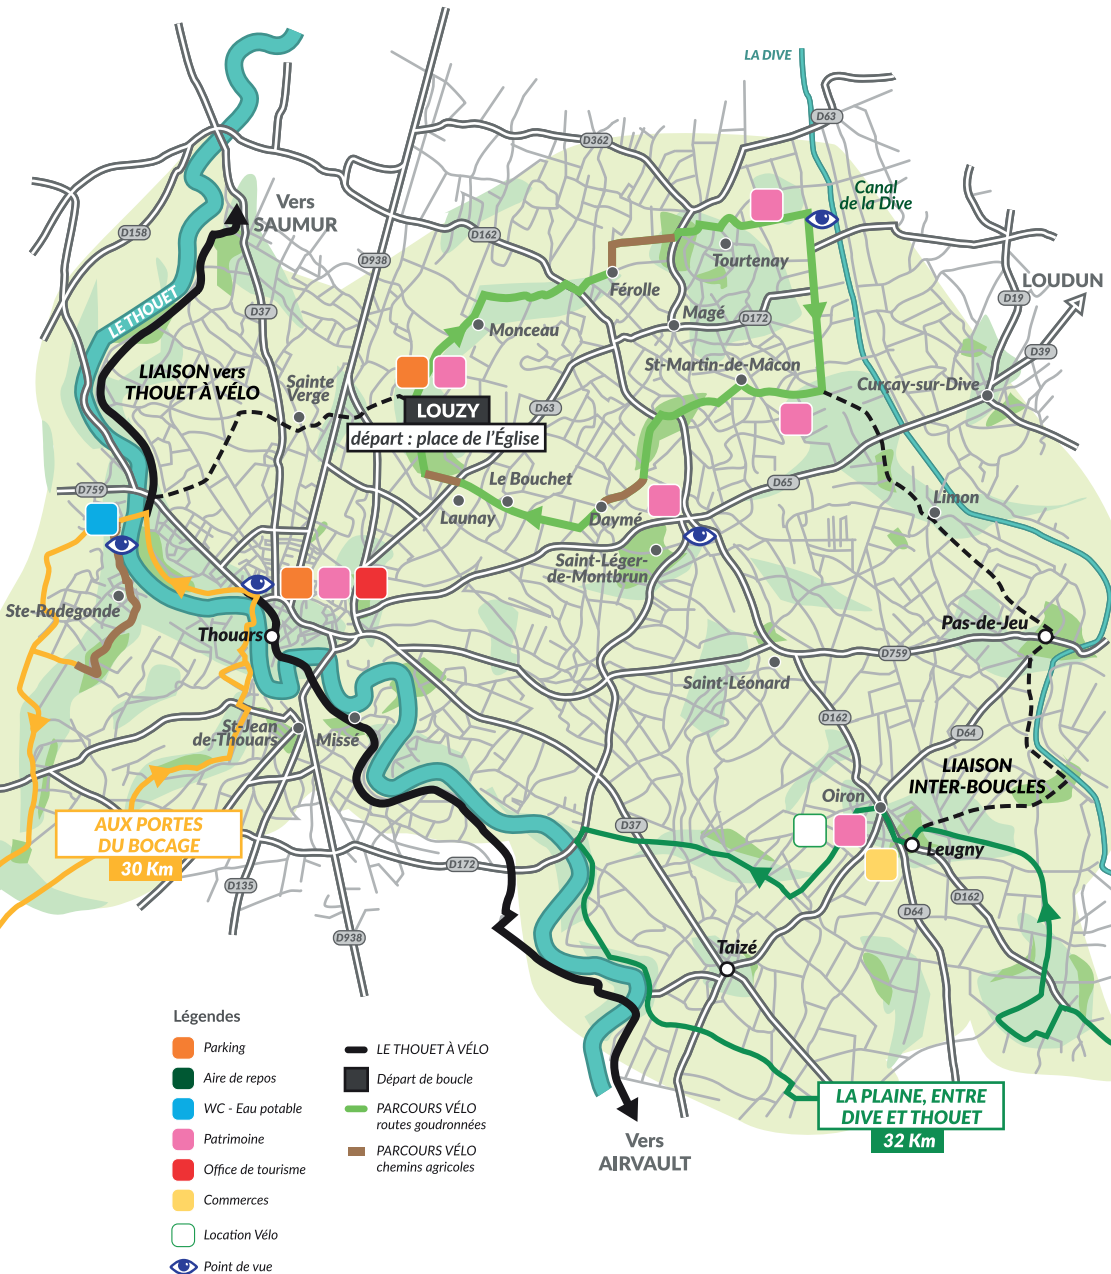 LA DIVE
D63
D362
Canal
de la Dive
Vers
SAUMUR
D158
D162
D938
Tourtenay
LOUDUN
Férolle
D19
LE THOUET
D37
Magé
D172
Monceau
D39
St-Martin-de-Mâcon
LIAISON vers
THOUET À VÉLO
Sainte
Verge
Curcay-sur-Dive
LOUZY
D63
départ : place de l'Église
Le Bouchet
D65
D759
Limon
Launay
Daymé
Saint-Léger-
de-Montbrun
Ste-Radegonde
Thouars
Pas-de-Jeu
D759
Saint-Léonard
D162
St-Jean
de-Thouars
Missé
D64
LIAISON
INTER-BOUCLES
Oiron
AUX PORTES
DU BOCAGE
30 Km
D37
Leugny
D172
D135
D162
D64
D938
Taizé
LA PLAINE, ENTRE
DIVE ET THOUET
32 Km
Vers
AIRVAULT
Légendes
Parking
Aire de repos
WC - Eau potable
Patrimoine
Office de tourisme
Commerces
Location Vélo
Point de vue
LE THOUET À VÉLO
Départ de boucle
PARCOURS VÉLO
routes goudronnées
PARCOURS VÉLO
chemins agricoles